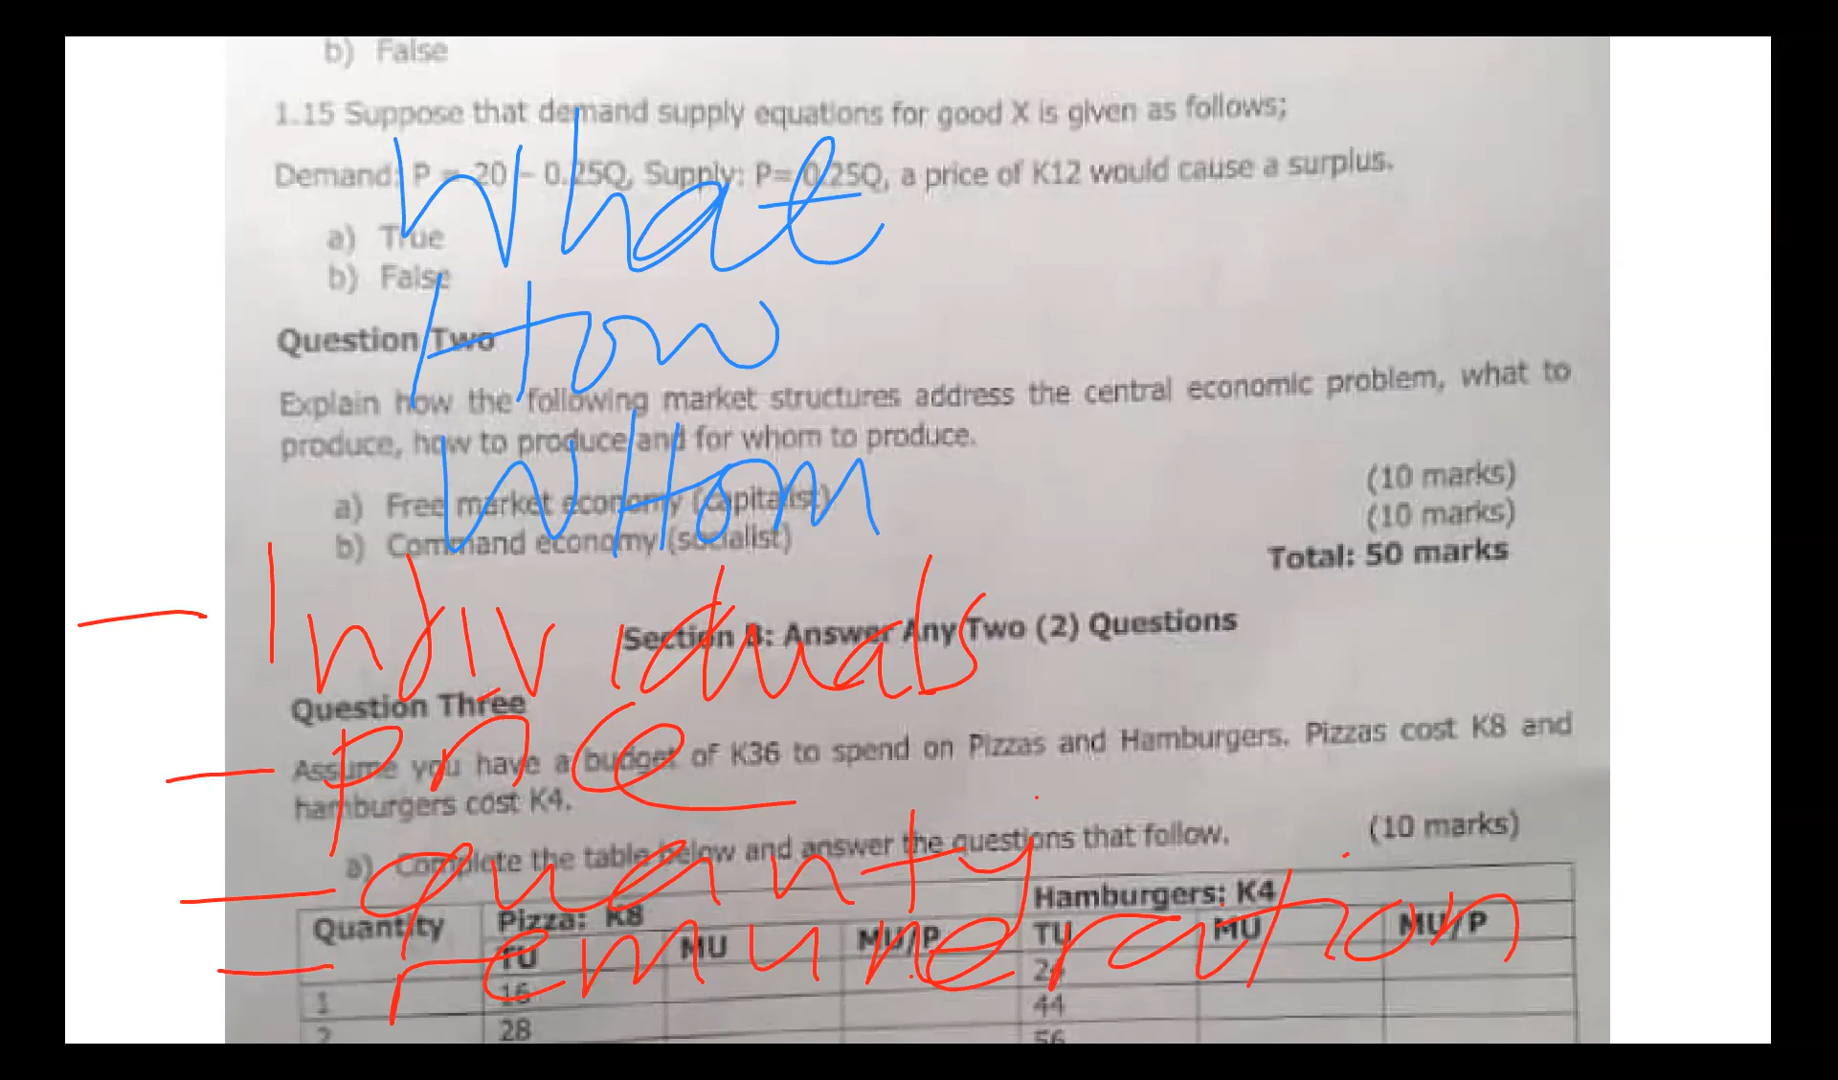 b) False
1.15 Suppose that demand supply equations for good X is given as follows;
Demand: P = 20 - 0.25Q, Supply: P= 0.25Q, a price of K12 would cause a surplus.
What
a) True
b) False
How
Question Two
Explain how the following market structures address the central economic problem, what to
produce, how to produce and for whom to produce.
WHom
a) Free market economy (capitalist) (10 marks)
b) Command economy (socialist) (10 marks)
Total: 50 marks
- Individuals
Section B: Answer Any Two (2) Questions
Question Three
- price
Assume you have a budget of K36 to spend on Pizzas and Hamburgers. Pizzas cost K8 and
hamburgers cost K4.
a) Complete the table below and answer the questions that follow. (10 marks)
- quantity
Quantity Pizza: K8 Hamburgers: K4
TU MU MU/P TU MU MU/P
- remuneration
1 16
2 28 44
56